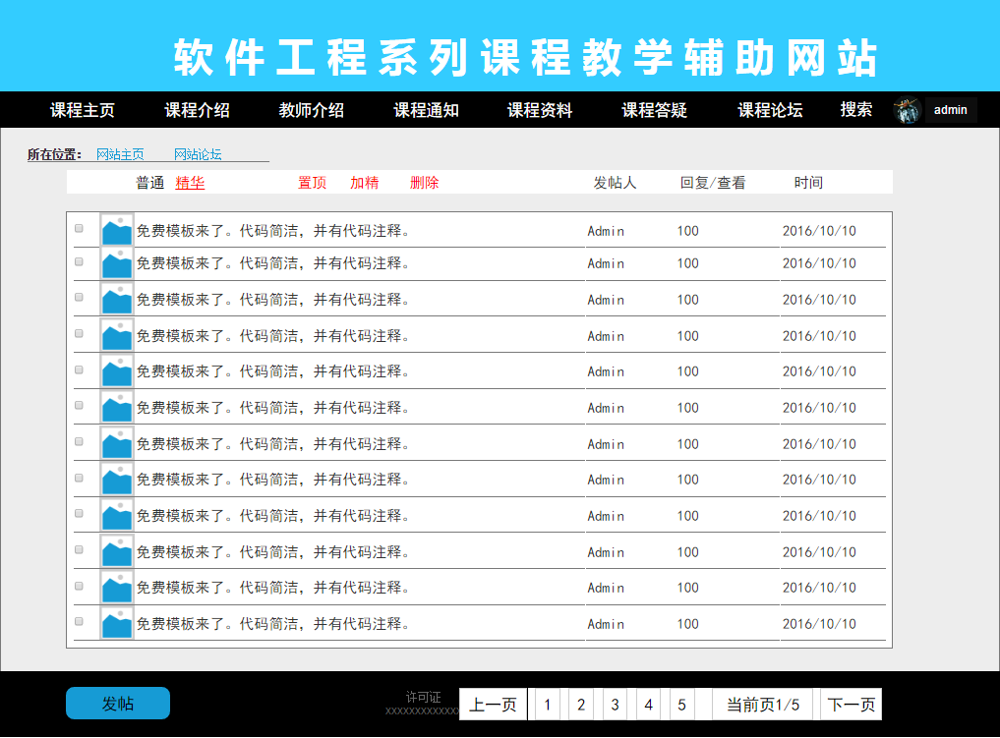 软件工程系列课程教学辅助网站
课程主页 课程介绍 教师介绍 课程通知 课程资料 课程答疑 课程论坛 搜索 admin
所在位置： 网站主页 网站论坛
普通 精华 置顶 加精 删除 发帖人 回复/查看 时间
免费模板来了。代码简洁，并有代码注释。 Admin 100 2016/10/10
免费模板来了。代码简洁，并有代码注释。 Admin 100 2016/10/10
免费模板来了。代码简洁，并有代码注释。 Admin 100 2016/10/10
免费模板来了。代码简洁，并有代码注释。 Admin 100 2016/10/10
免费模板来了。代码简洁，并有代码注释。 Admin 100 2016/10/10
免费模板来了。代码简洁，并有代码注释。 Admin 100 2016/10/10
免费模板来了。代码简洁，并有代码注释。 Admin 100 2016/10/10
免费模板来了。代码简洁，并有代码注释。 Admin 100 2016/10/10
免费模板来了。代码简洁，并有代码注释。 Admin 100 2016/10/10
免费模板来了。代码简洁，并有代码注释。 Admin 100 2016/10/10
免费模板来了。代码简洁，并有代码注释。 Admin 100 2016/10/10
免费模板来了。代码简洁，并有代码注释。 Admin 100 2016/10/10
发帖 许可证 上一页 1 2 3 4 5 当前页1/5 下一页